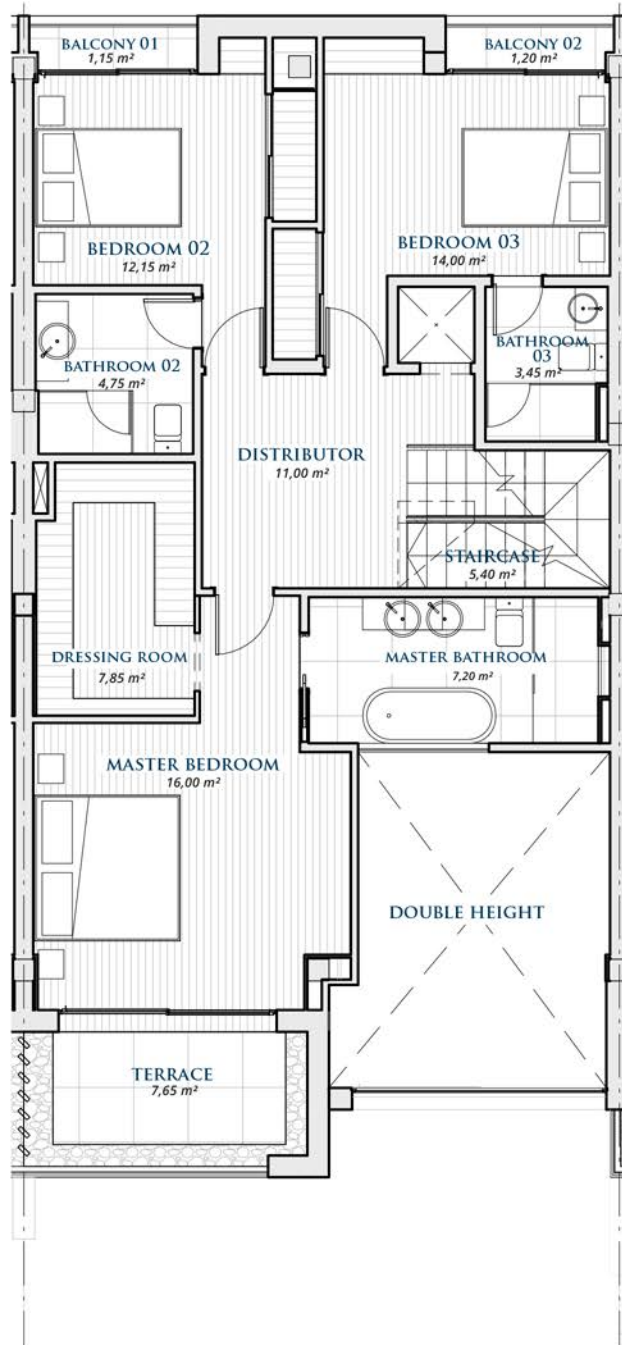 BALCONY 01
1,15 m²
BALCONY 02
1,20 m²
BEDROOM 02
12,15 m²
BEDROOM 03
14,00 m²
BATHROOM 02
4,75 m²
BATHROOM
03
3,45 m²
DISTRIBUTOR
11,00 m²
STAIRCASE
5,40 m²
DRESSING ROOM
7,85 m²
MASTER BATHROOM
7,20 m²
MASTER BEDROOM
16,00 m²
DOUBLE HEIGHT
TERRACE
7,65 m²